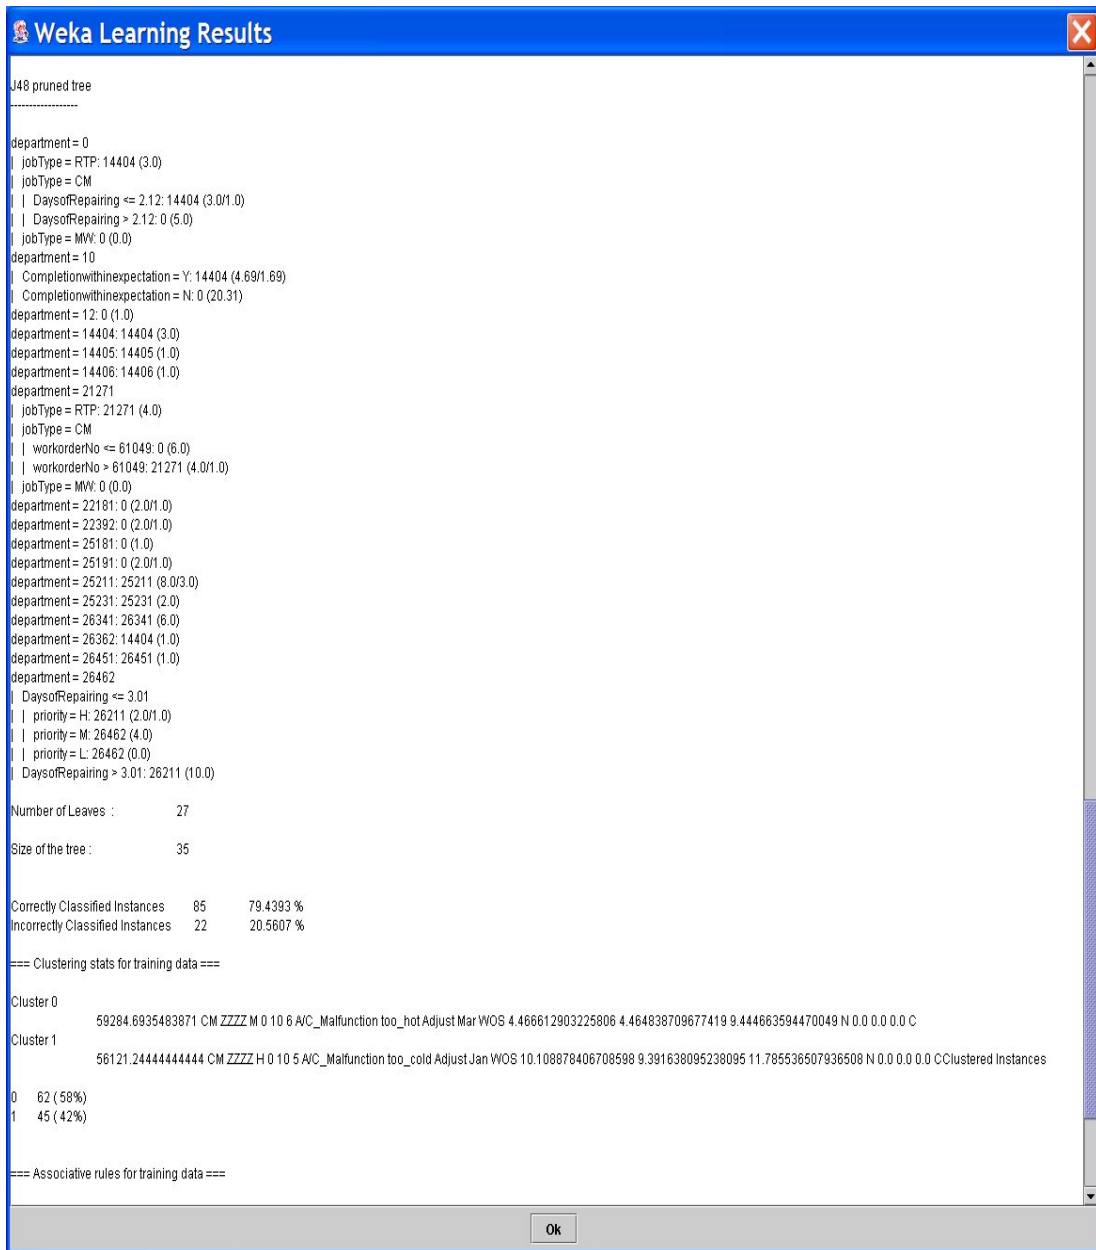 Weka Learning Results
J48 pruned tree
------------------
department = 0
| jobType = RTP: 14404 (3.0)
| jobType = CM
| | DaysofRepairing <= 2.12: 14404 (3.0/1.0)
| | DaysofRepairing > 2.12: 0 (5.0)
| jobType = MW: 0 (0.0)
department = 10
| Completionwithinexpectation = Y: 14404 (4.69/1.69)
| Completionwithinexpectation = N: 0 (20.31)
department = 12: 0 (1.0)
department = 14404: 14404 (3.0)
department = 14405: 14405 (1.0)
department = 14406: 14406 (1.0)
department = 21271
| jobType = RTP: 21271 (4.0)
| jobType = CM
| | workorderNo <= 61049: 0 (6.0)
| | workorderNo > 61049: 21271 (4.0/1.0)
| jobType = MW: 0 (0.0)
department = 22181: 0 (2.0/1.0)
department = 22392: 0 (2.0/1.0)
department = 25181: 0 (1.0)
department = 25191: 0 (2.0/1.0)
department = 25211: 25211 (8.0/3.0)
department = 25231: 25231 (2.0)
department = 26341: 26341 (6.0)
department = 26362: 14404 (1.0)
department = 26451: 26451 (1.0)
department = 26462
| DaysofRepairing <= 3.01
| | priority = H: 26211 (2.0/1.0)
| | priority = M: 26462 (4.0)
| | priority = L: 26462 (0.0)
| DaysofRepairing > 3.01: 26211 (10.0)
Number of Leaves : 27
Size of the tree : 35
Correctly Classified Instances 85 79.4393 %
Incorrectly Classified Instances 22 20.5607 %
=== Clustering stats for training data ===
Cluster 0
59284.6935483871 CM ZZZZ M 0 10 6 A/C_Malfunction too_hot Adjust Mar WOS 4.466612903225806 4.464838709677419 9.444663594470049 N 0.0 0.0 0.0 C
Cluster 1
56121.24444444444 CM ZZZZ H 0 10 5 A/C_Malfunction too_cold Adjust Jan WOS 10.108878406708598 9.391638095238095 11.785536507936508 N 0.0 0.0 0.0 CClustered Instances
0 62 ( 58%)
1 45 ( 42%)
=== Associative rules for training data ===
Ok